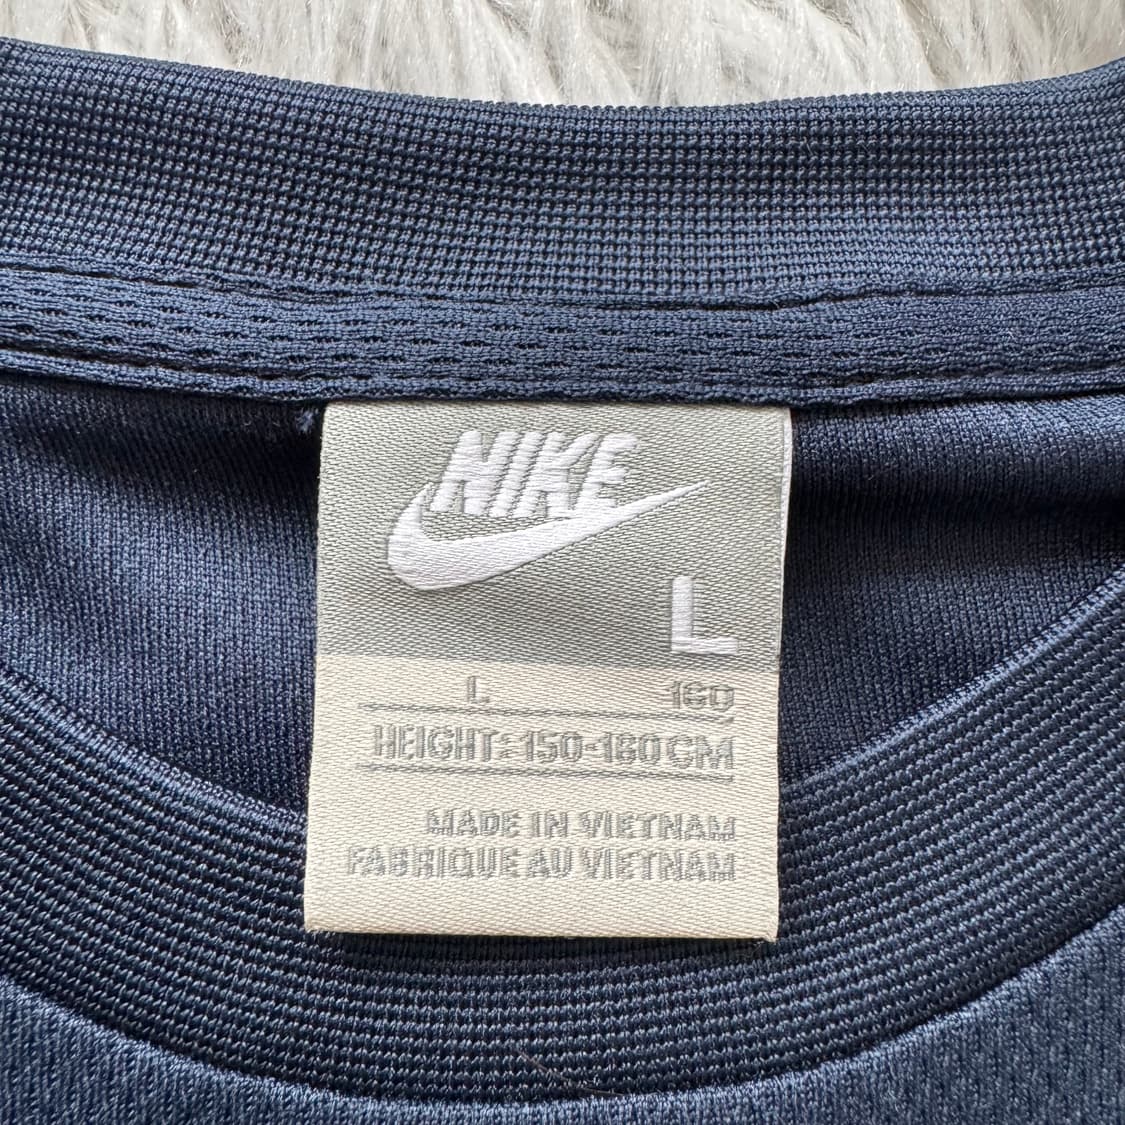 NIKE
L
L 160
HEIGHT: 150-160 CM
MADE IN VIETNAM
FABRIQUE AU VIETNAM